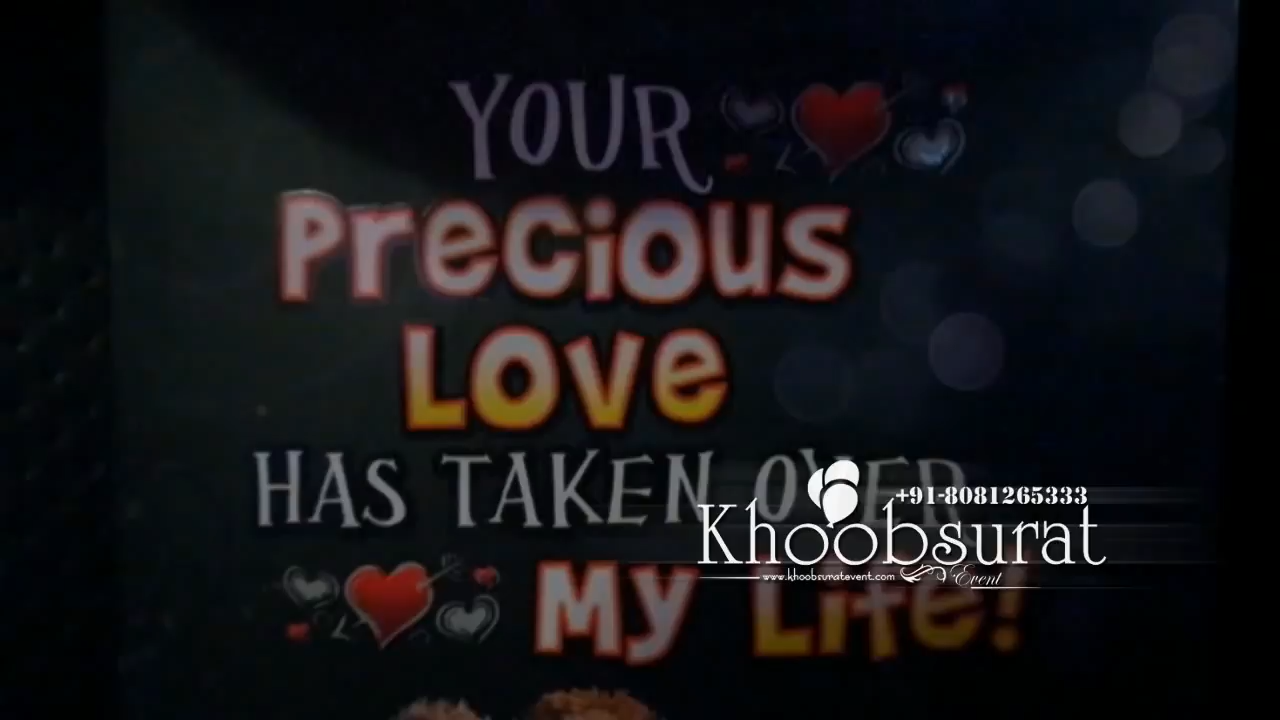 YOUR
Precious
Love
HAS TAKEN OVER
My Life!
+91-8081265333
Khoobsurat
www.khoobsuratevent.com
Event